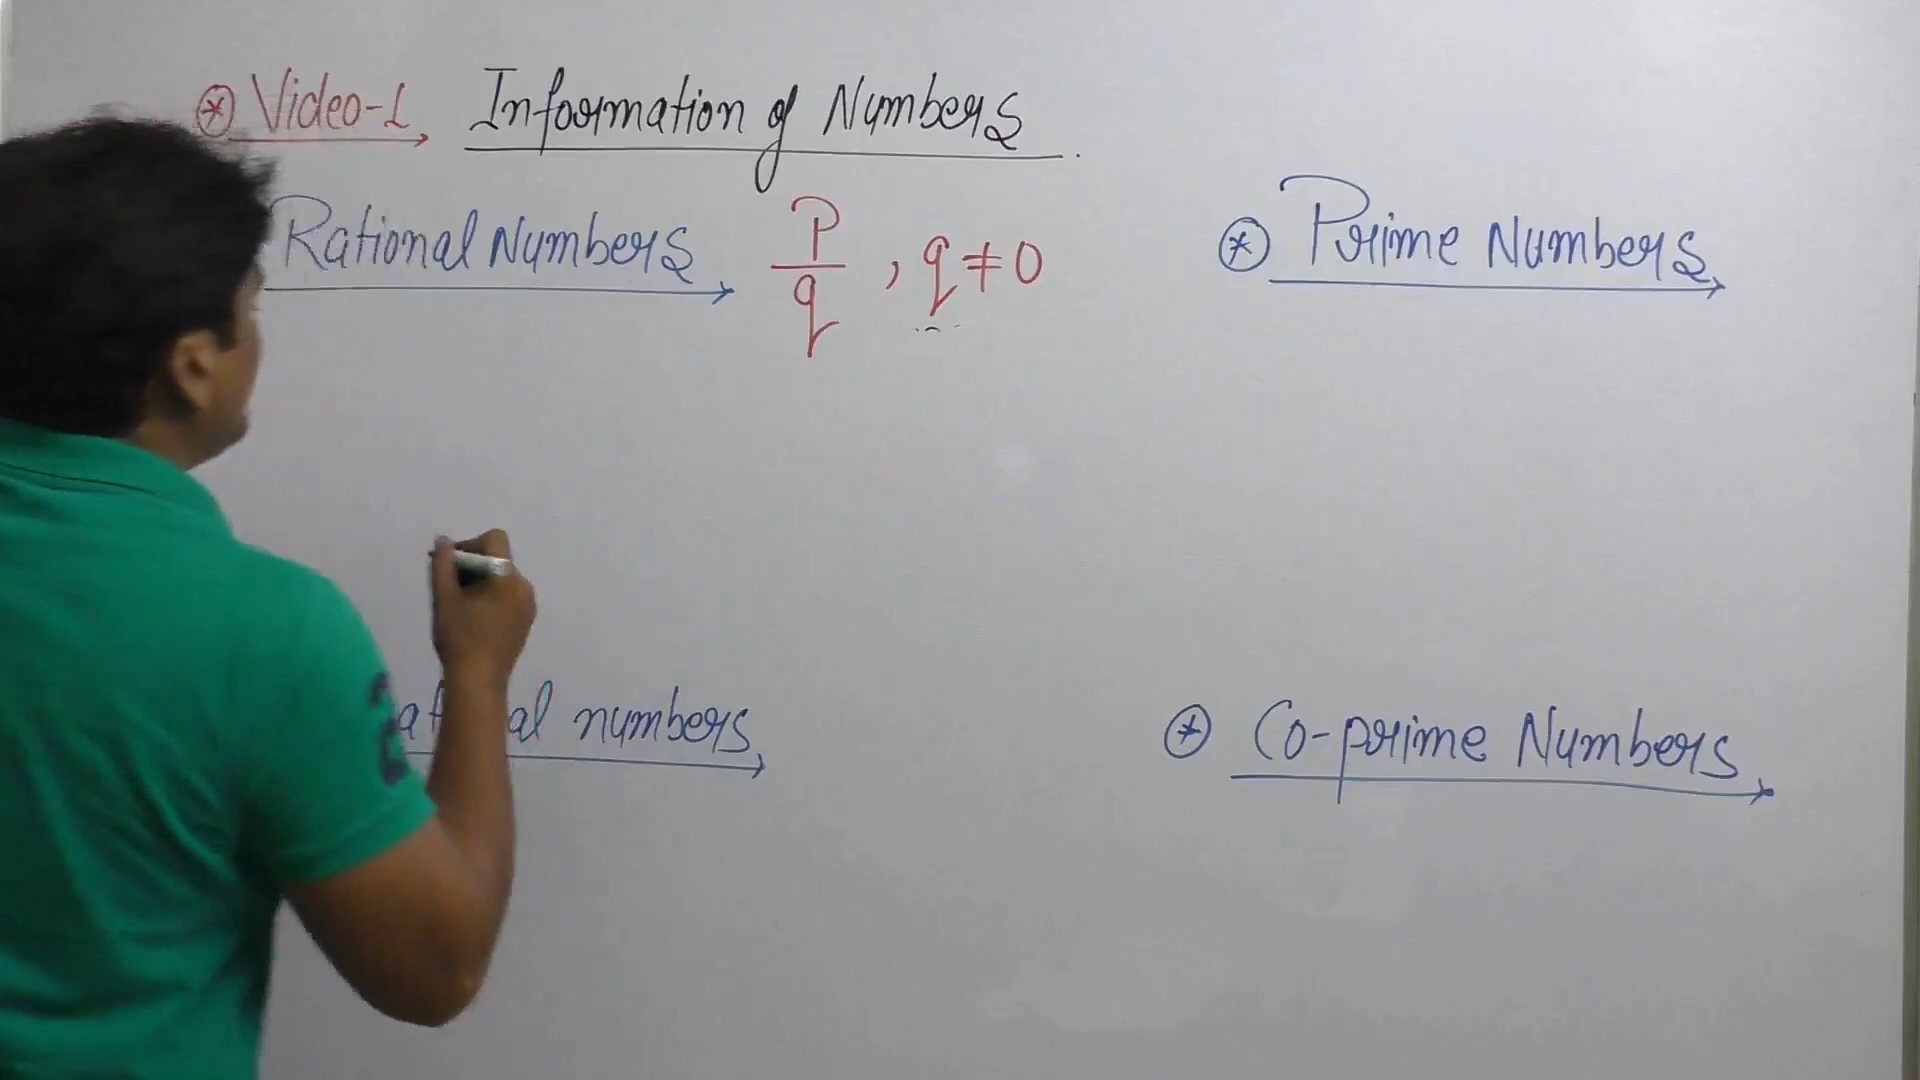 ⊛ Video-1 Information of Numbers
Rational Numbers P/q , q ≠ 0
⊛ Prime Numbers
numbers
⊛ Co-prime Numbers